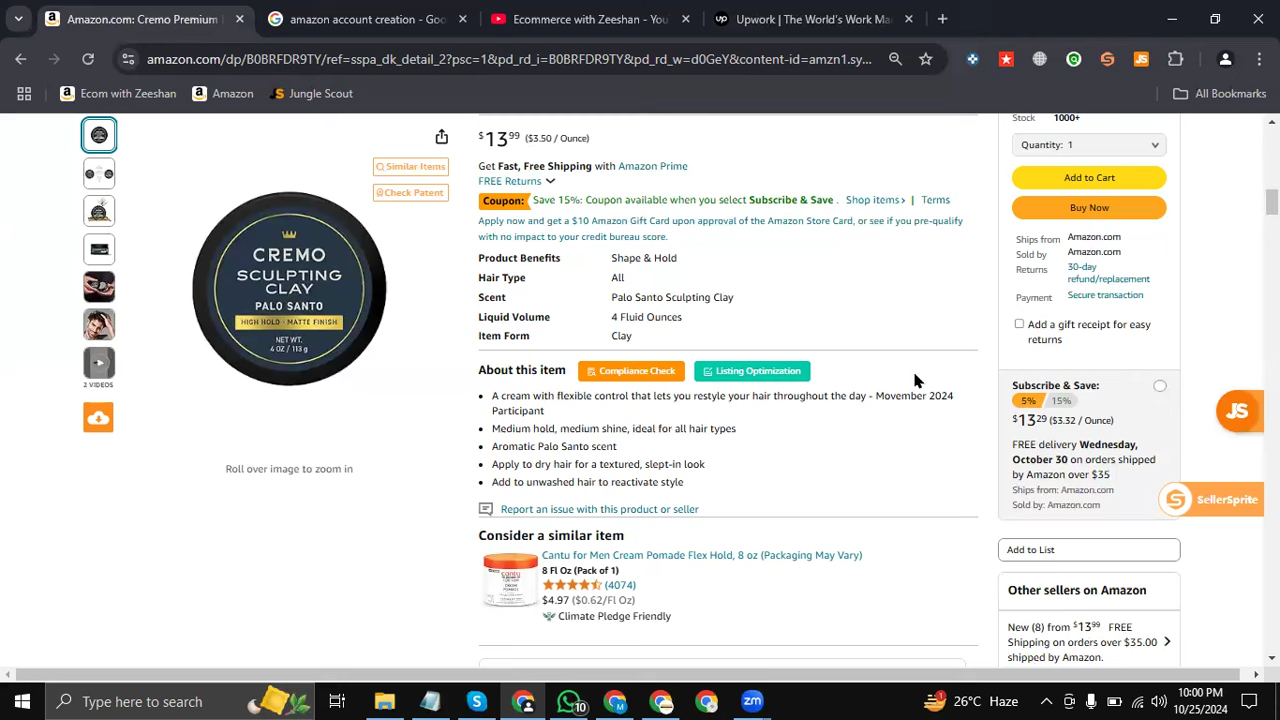 Amazon.com: Cremo Premium
amazon account creation - Goo
Ecommerce with Zeeshan - You
Upwork | The World's Work Ma
amazon.com/dp/B0BRFDR9TY/ref=sspa_dk_detail_2?psc=1&pd_rd_i=B0BRFDR9TY&pd_rd_w=d0GeY&content-id=amzn1.sy...
Ecom with Zeeshan
Amazon
Jungle Scout
All Bookmarks
Similar Items
Check Patent
CREMO
SCULPTING
CLAY
PALO SANTO
HIGH HOLD · MATTE FINISH
NET WT.
4 OZ / 113 g
2 VIDEOS
Roll over image to zoom in
$13 99 ($3.50 / Ounce)
Get Fast, Free Shipping with Amazon Prime
FREE Returns
Coupon: Save 15%: Coupon available when you select Subscribe & Save . Shop items › | Terms
Apply now and get a $10 Amazon Gift Card upon approval of the Amazon Store Card, or see if you pre-qualify
with no impact to your credit bureau score.
Product Benefits Shape & Hold
Hair Type All
Scent Palo Santo Sculpting Clay
Liquid Volume 4 Fluid Ounces
Item Form Clay
About this item Compliance Check Listing Optimization
A cream with flexible control that lets you restyle your hair throughout the day - Movember 2024
Participant
Medium hold, medium shine, ideal for all hair types
Aromatic Palo Santo scent
Apply to dry hair for a textured, slept-in look
Add to unwashed hair to reactivate style
Report an issue with this product or seller
Consider a similar item
Cantu for Men Cream Pomade Flex Hold, 8 oz (Packaging May Vary)
8 Fl Oz (Pack of 1)
(4074)
$4.97 ($0.62/Fl Oz)
Climate Pledge Friendly
Stock 1000+
Quantity: 1
Add to Cart
Buy Now
Ships from Amazon.com
Sold by Amazon.com
Returns 30-day
refund/replacement
Payment Secure transaction
Add a gift receipt for easy
returns
Subscribe & Save:
5% 15%
$13 29 ($3.32 / Ounce)
FREE delivery Wednesday,
October 30 on orders shipped
by Amazon over $35
Ships from: Amazon.com
Sold by: Amazon.com
JS
SellerSprite
Add to List
Other sellers on Amazon
New (8) from $13 99 FREE
Shipping on orders over $35.00
shipped by Amazon.
Type here to search
10
zm
1
26°C Haze
10:00 PM
10/25/2024